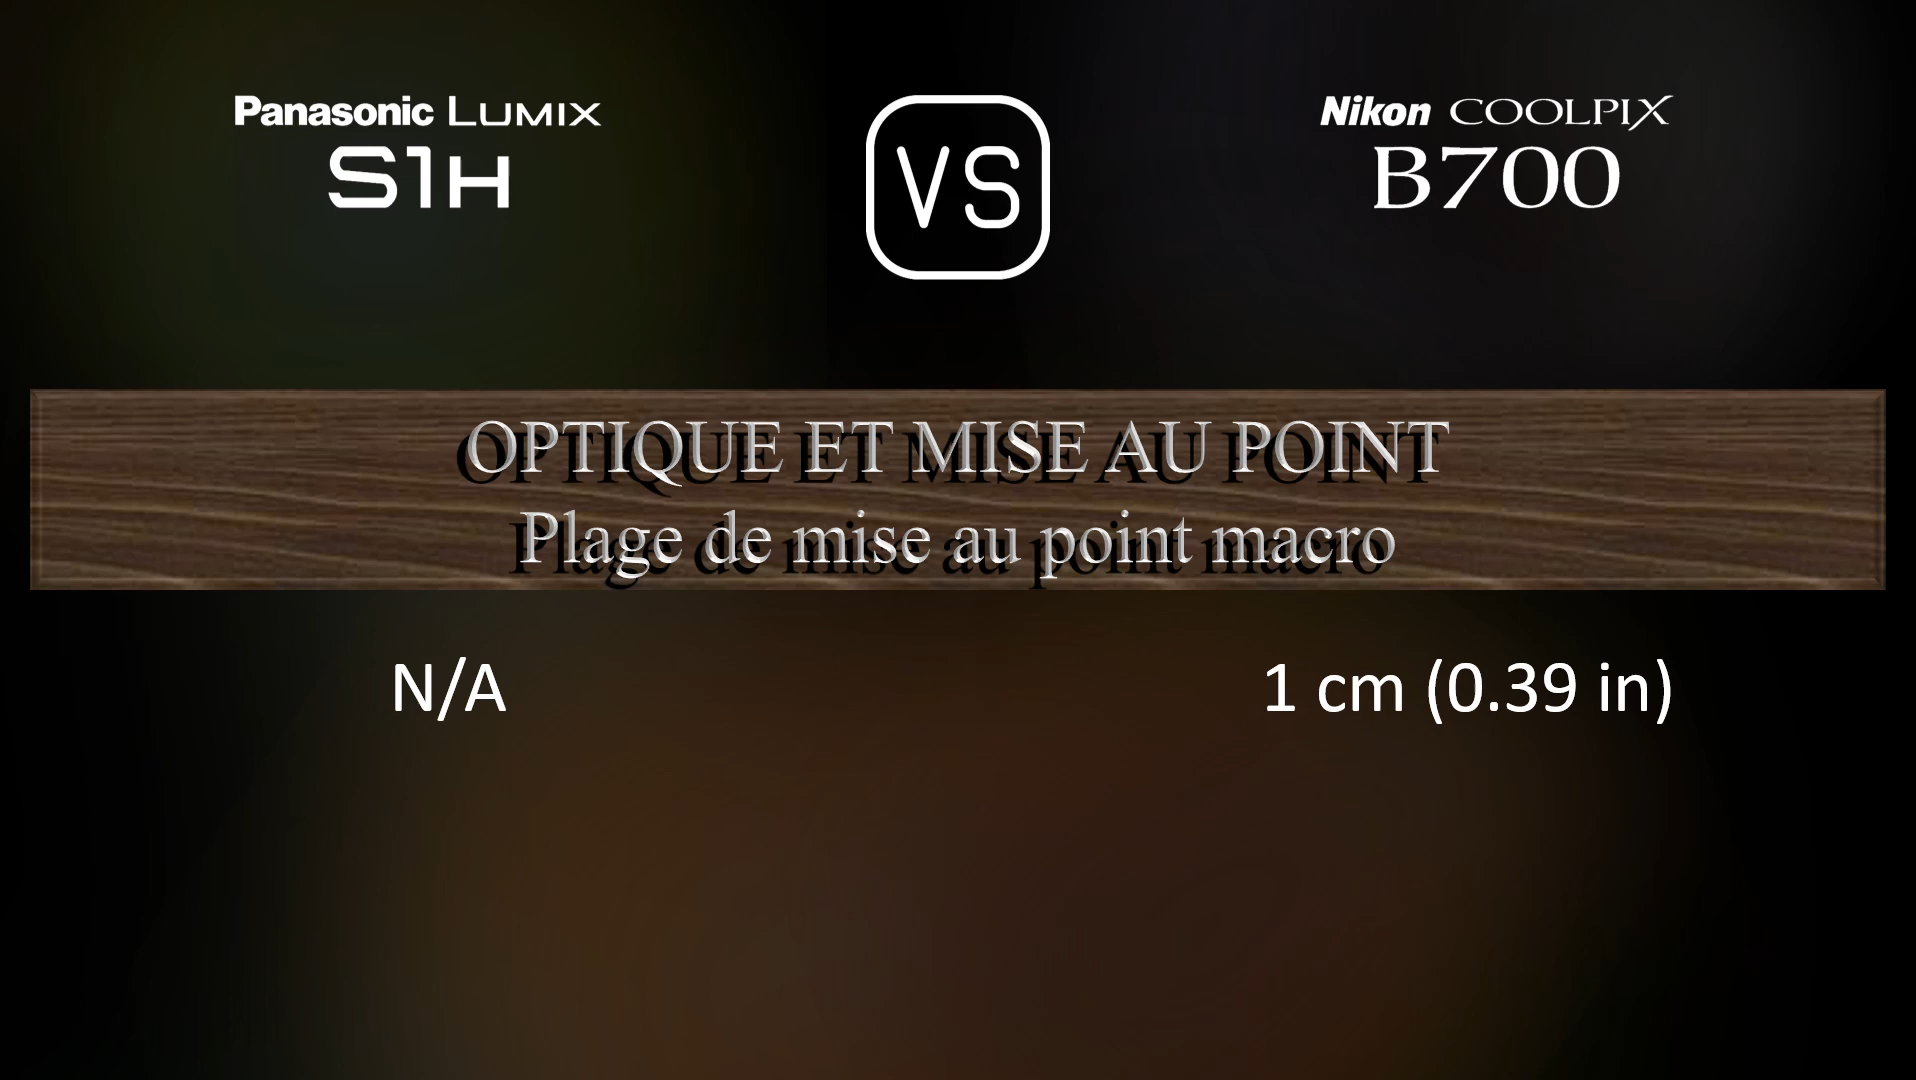 Panasonic LUMIX
S1H
VS
Nikon COOLPIX
B700
OPTIQUE ET MISE AU POINT
Plage de mise au point macro
N/A
1 cm (0.39 in)